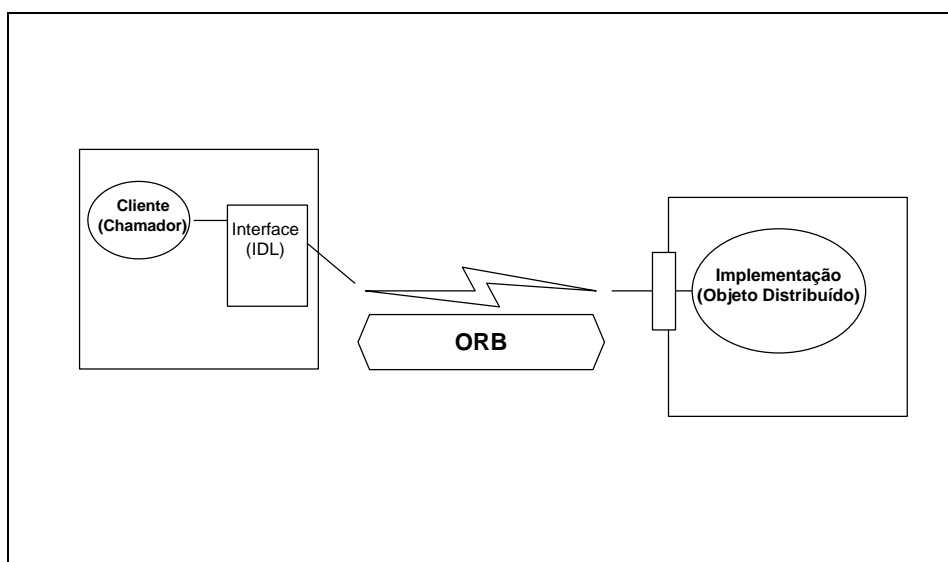 Cliente
(Chamador)
Interface
(IDL)
ORB
Implementação
(Objeto Distribuído)